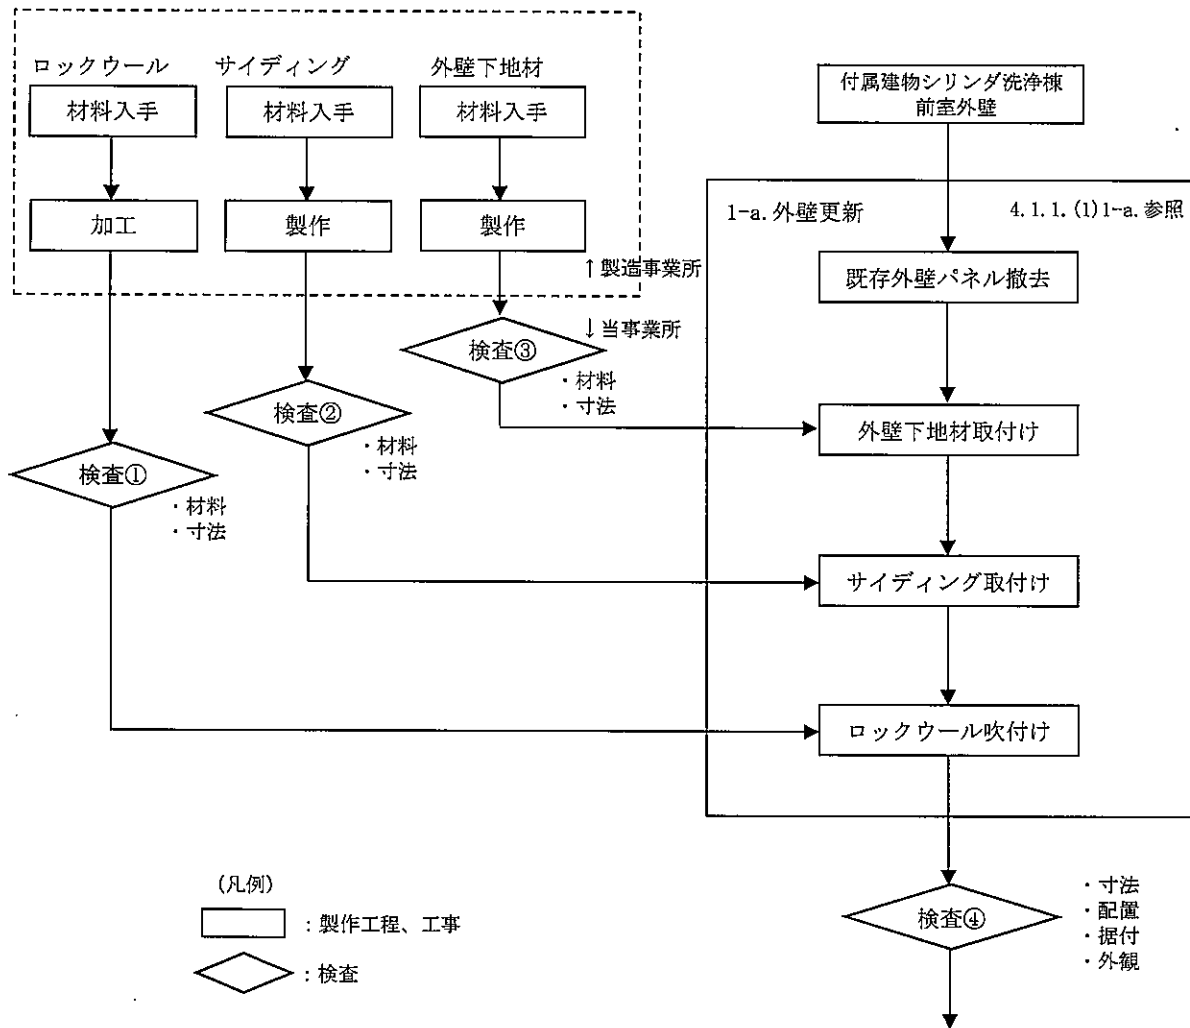 ロックウール
サイディング
外壁下地材
材料入手
材料入手
材料入手
加工
製作
製作
↑製造事業所
↓当事業所
検査③
・材料
・寸法
検査②
・材料
・寸法
検査①
・材料
・寸法
付属建物シリンダ洗浄棟
前室外壁
1-a.外壁更新
4.1.1.(1)1-a.参照
既存外壁パネル撤去
外壁下地材取付け
サイディング取付け
ロックウール吹付け
検査④
・寸法
・配置
・据付
・外観
(凡例)
：製作工程、工事
：検査